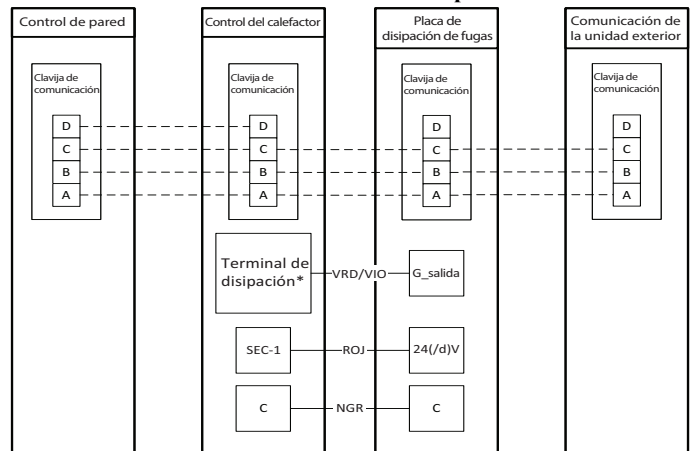 Control de pared
Control del calefactor
Placa de
disipación de fugas
Comunicación de
la unidad exterior
Clavija de
comunicación
D
C
B
A
Clavija de
comunicación
D
C
B
A
Clavija de
comunicación
D
C
B
A
Clavija de
comunicación
D
C
B
A
Terminal de
disipación*
VRD/VIO
G_salida
SEC-1
ROJ
24(/d)V
C
NGR
C